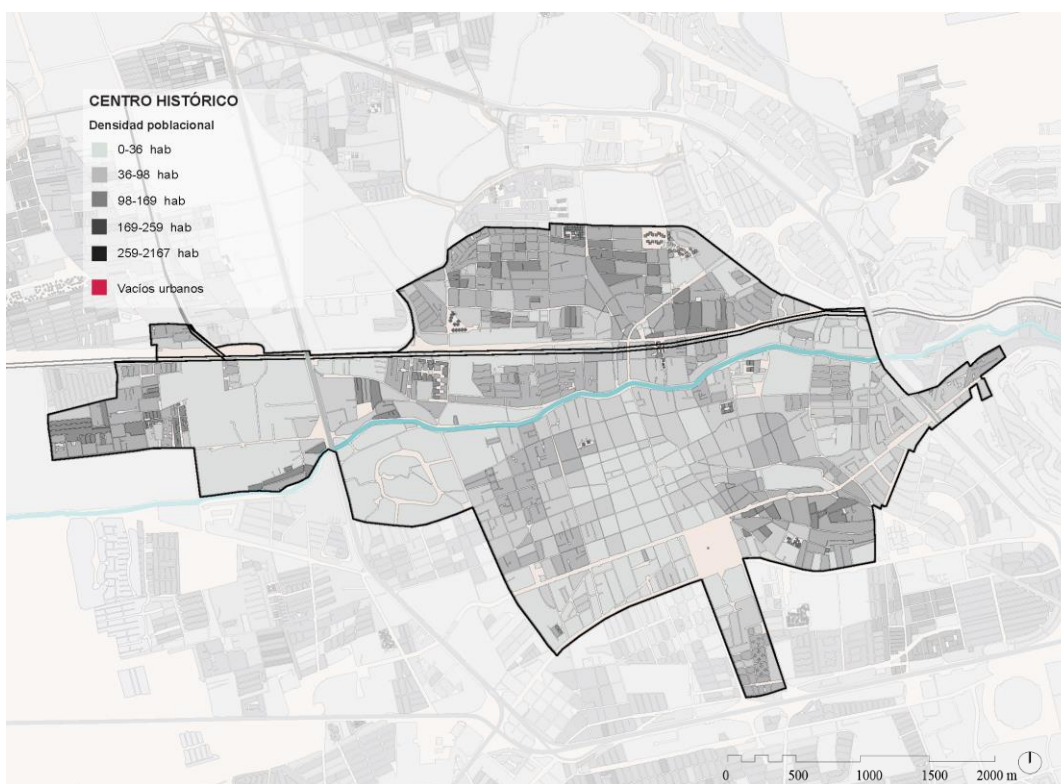 CENTRO HISTÓRICO
Densidad poblacional
0-36 hab
36-98 hab
98-169 hab
169-259 hab
259-2167 hab
Vacíos urbanos
0 500 1000 1500 2000 m